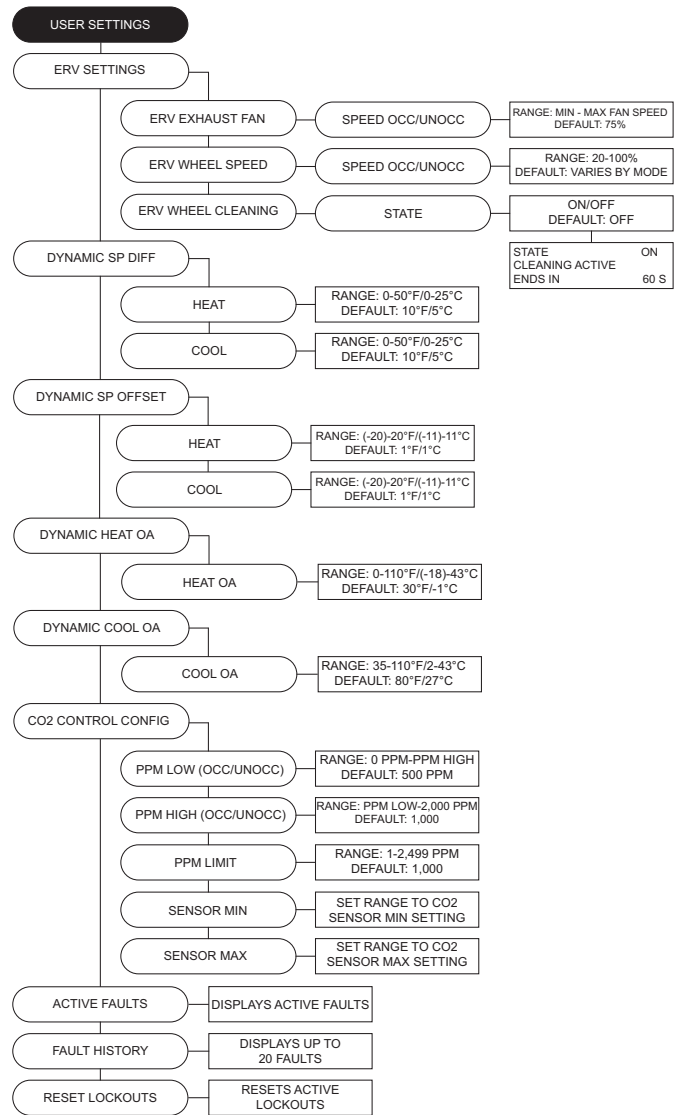 USER SETTINGS
ERV SETTINGS
ERV EXHAUST FAN
SPEED OCC/UNOCC
RANGE: MIN - MAX FAN SPEED
DEFAULT: 75%
ERV WHEEL SPEED
SPEED OCC/UNOCC
RANGE: 20-100%
DEFAULT: VARIES BY MODE
ERV WHEEL CLEANING
STATE
ON/OFF
DEFAULT: OFF
STATE ON
CLEANING ACTIVE
ENDS IN 60 S
DYNAMIC SP DIFF
HEAT
RANGE: 0-50°F/0-25°C
DEFAULT: 10°F/5°C
COOL
RANGE: 0-50°F/0-25°C
DEFAULT: 10°F/5°C
DYNAMIC SP OFFSET
HEAT
RANGE: (-20)-20°F/(-11)-11°C
DEFAULT: 1°F/1°C
COOL
RANGE: (-20)-20°F/(-11)-11°C
DEFAULT: 1°F/1°C
DYNAMIC HEAT OA
HEAT OA
RANGE: 0-110°F/(-18)-43°C
DEFAULT: 30°F/-1°C
DYNAMIC COOL OA
COOL OA
RANGE: 35-110°F/2-43°C
DEFAULT: 80°F/27°C
CO2 CONTROL CONFIG
PPM LOW (OCC/UNOCC)
RANGE: 0 PPM-PPM HIGH
DEFAULT: 500 PPM
PPM HIGH (OCC/UNOCC)
RANGE: PPM LOW-2,000 PPM
DEFAULT: 1,000
PPM LIMIT
RANGE: 1-2,499 PPM
DEFAULT: 1,000
SENSOR MIN
SET RANGE TO CO2
SENSOR MIN SETTING
SENSOR MAX
SET RANGE TO CO2
SENSOR MAX SETTING
ACTIVE FAULTS
DISPLAYS ACTIVE FAULTS
FAULT HISTORY
DISPLAYS UP TO
20 FAULTS
RESET LOCKOUTS
RESETS ACTIVE
LOCKOUTS